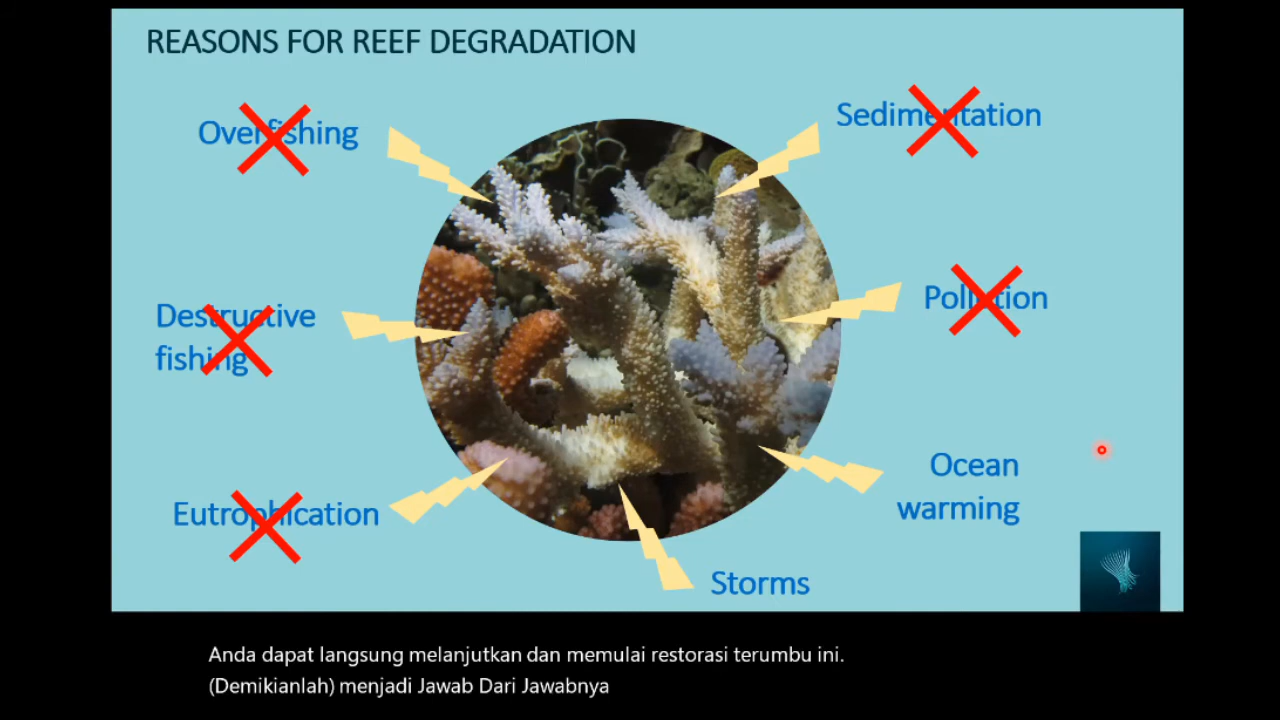 REASONS FOR REEF DEGRADATION
Overfishing
Sedimentation
Destructive
fishing
Pollution
Eutrophication
Ocean
warming
Storms
Anda dapat langsung melanjutkan dan memulai restorasi terumbu ini.
(Demikianlah) menjadi Jawab Dari Jawabnya